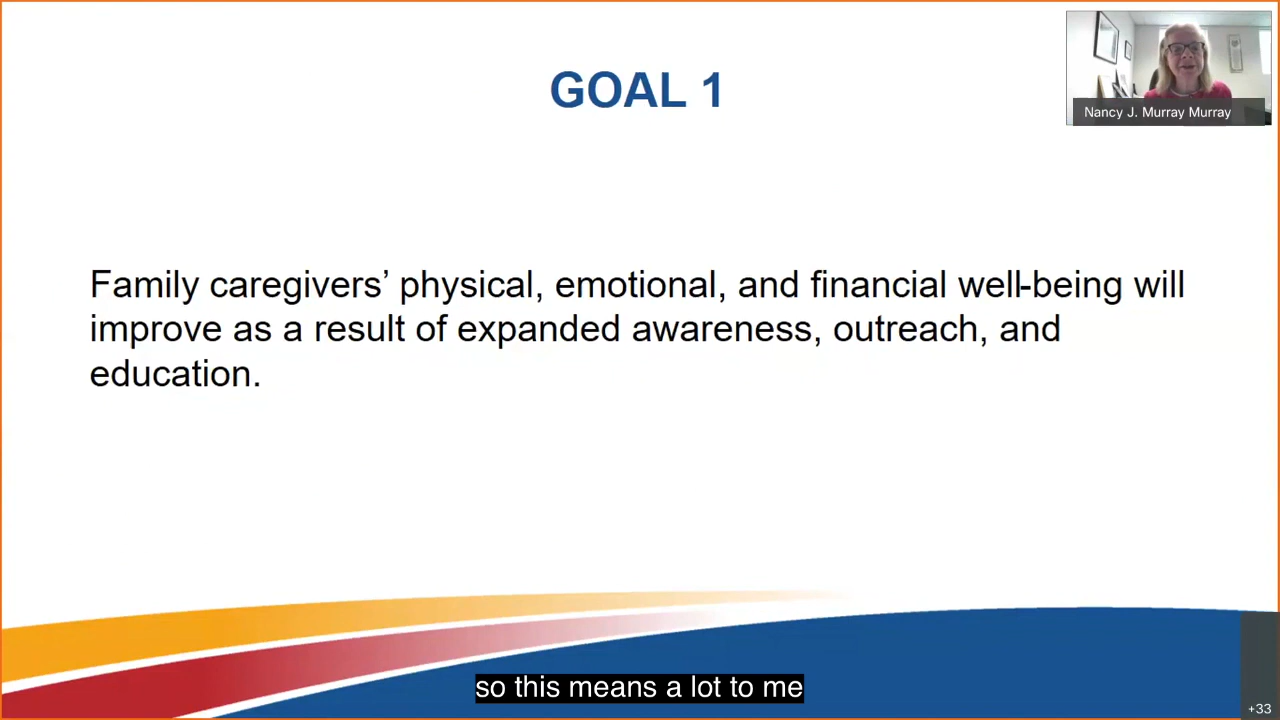 GOAL 1
Nancy J. Murray Murray
Family caregivers’ physical, emotional, and financial well-being will
improve as a result of expanded awareness, outreach, and
education.
so this means a lot to me
+33